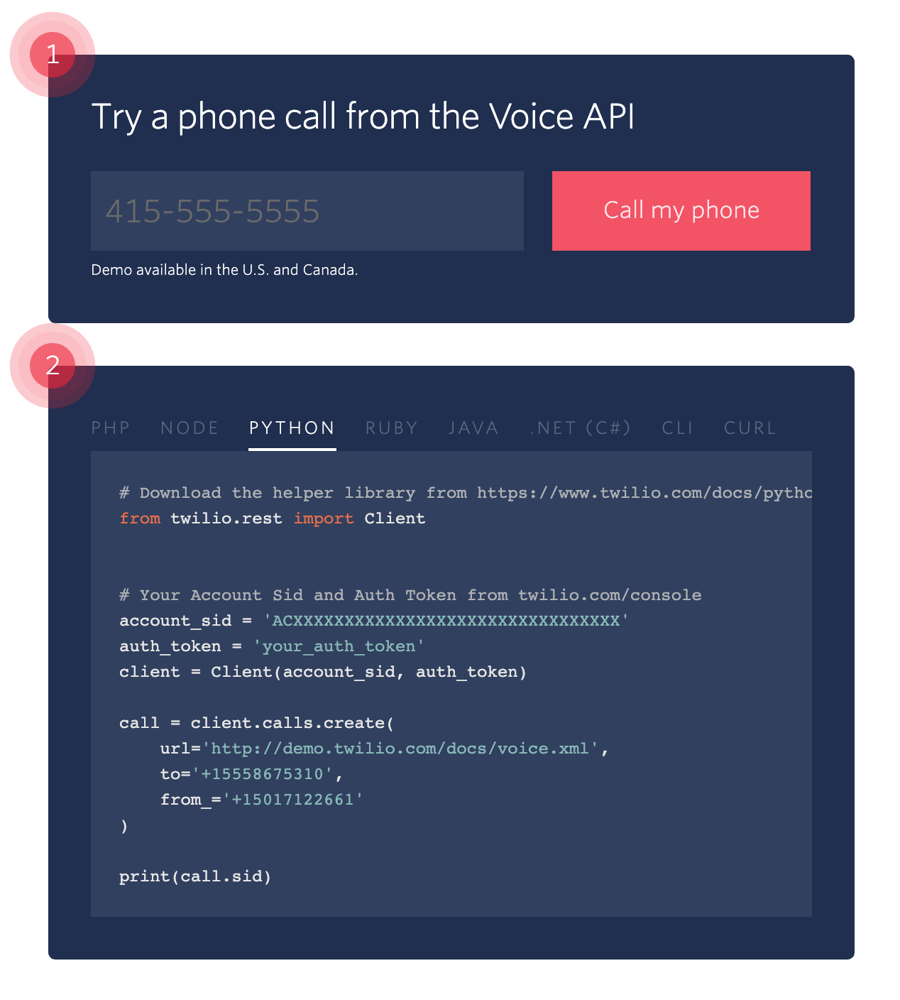 1
Try a phone call from the Voice API
415-555-5555
Call my phone
Demo available in the U.S. and Canada.
2
PHP NODE PYTHON RUBY JAVA .NET (C#) CLI CURL
# Download the helper library from https://www.twilio.com/docs/pytho
from twilio.rest import Client
# Your Account Sid and Auth Token from twilio.com/console
account_sid = 'ACXXXXXXXXXXXXXXXXXXXXXXXXXXXXXXXX'
auth_token = 'your_auth_token'
client = Client(account_sid, auth_token)
call = client.calls.create(
    url='http://demo.twilio.com/docs/voice.xml',
    to='+15558675310',
    from_='+15017122661'
)
print(call.sid)